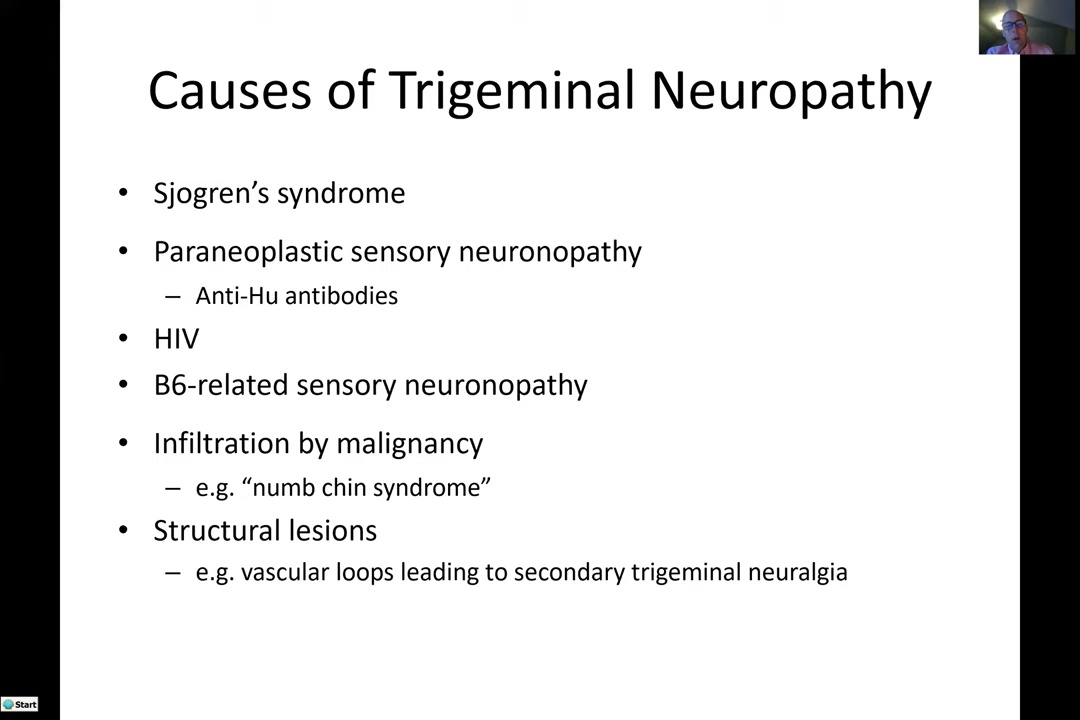 Causes of Trigeminal Neuropathy
• Sjogren’s syndrome
• Paraneoplastic sensory neuronopathy
– Anti-Hu antibodies
• HIV
• B6-related sensory neuronopathy
• Infiltration by malignancy
– e.g. “numb chin syndrome”
• Structural lesions
– e.g. vascular loops leading to secondary trigeminal neuralgia
Start